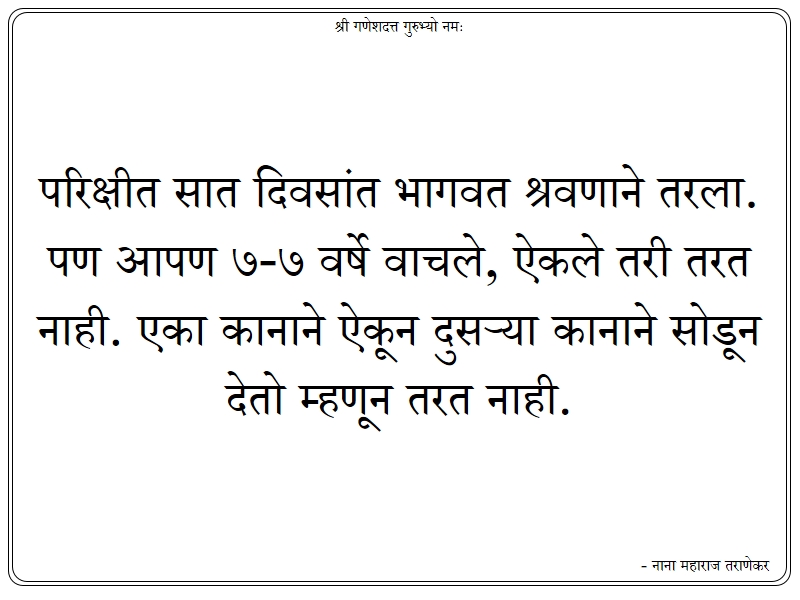 श्री गणेशदत्त गुरुभ्यो नमः
परिक्षीत सात दिवसांत भागवत श्रवणाने तरला.
पण आपण ७-७ वर्षे वाचले, ऐकले तरी तरत
नाही. एका कानाने ऐकून दुसऱ्या कानाने सोडून
देतो म्हणून तरत नाही.
- नाना महाराज तराणेकर